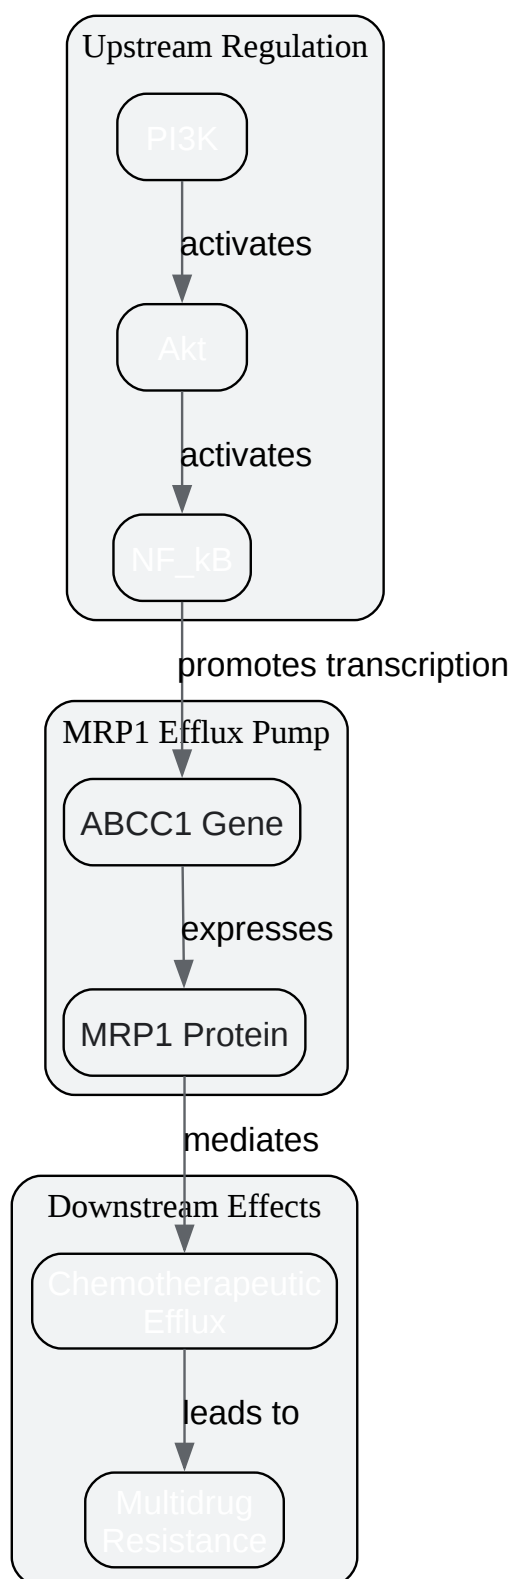 Upstream Regulation
PI3K
activates
Akt
activates
NF_kB
promotes transcription
MRP1 Efflux Pump
ABCC1 Gene
expresses
MRP1 Protein
mediates
Downstream Effects
Chemotherapeutic
Efflux
leads to
Multidrug
Resistance